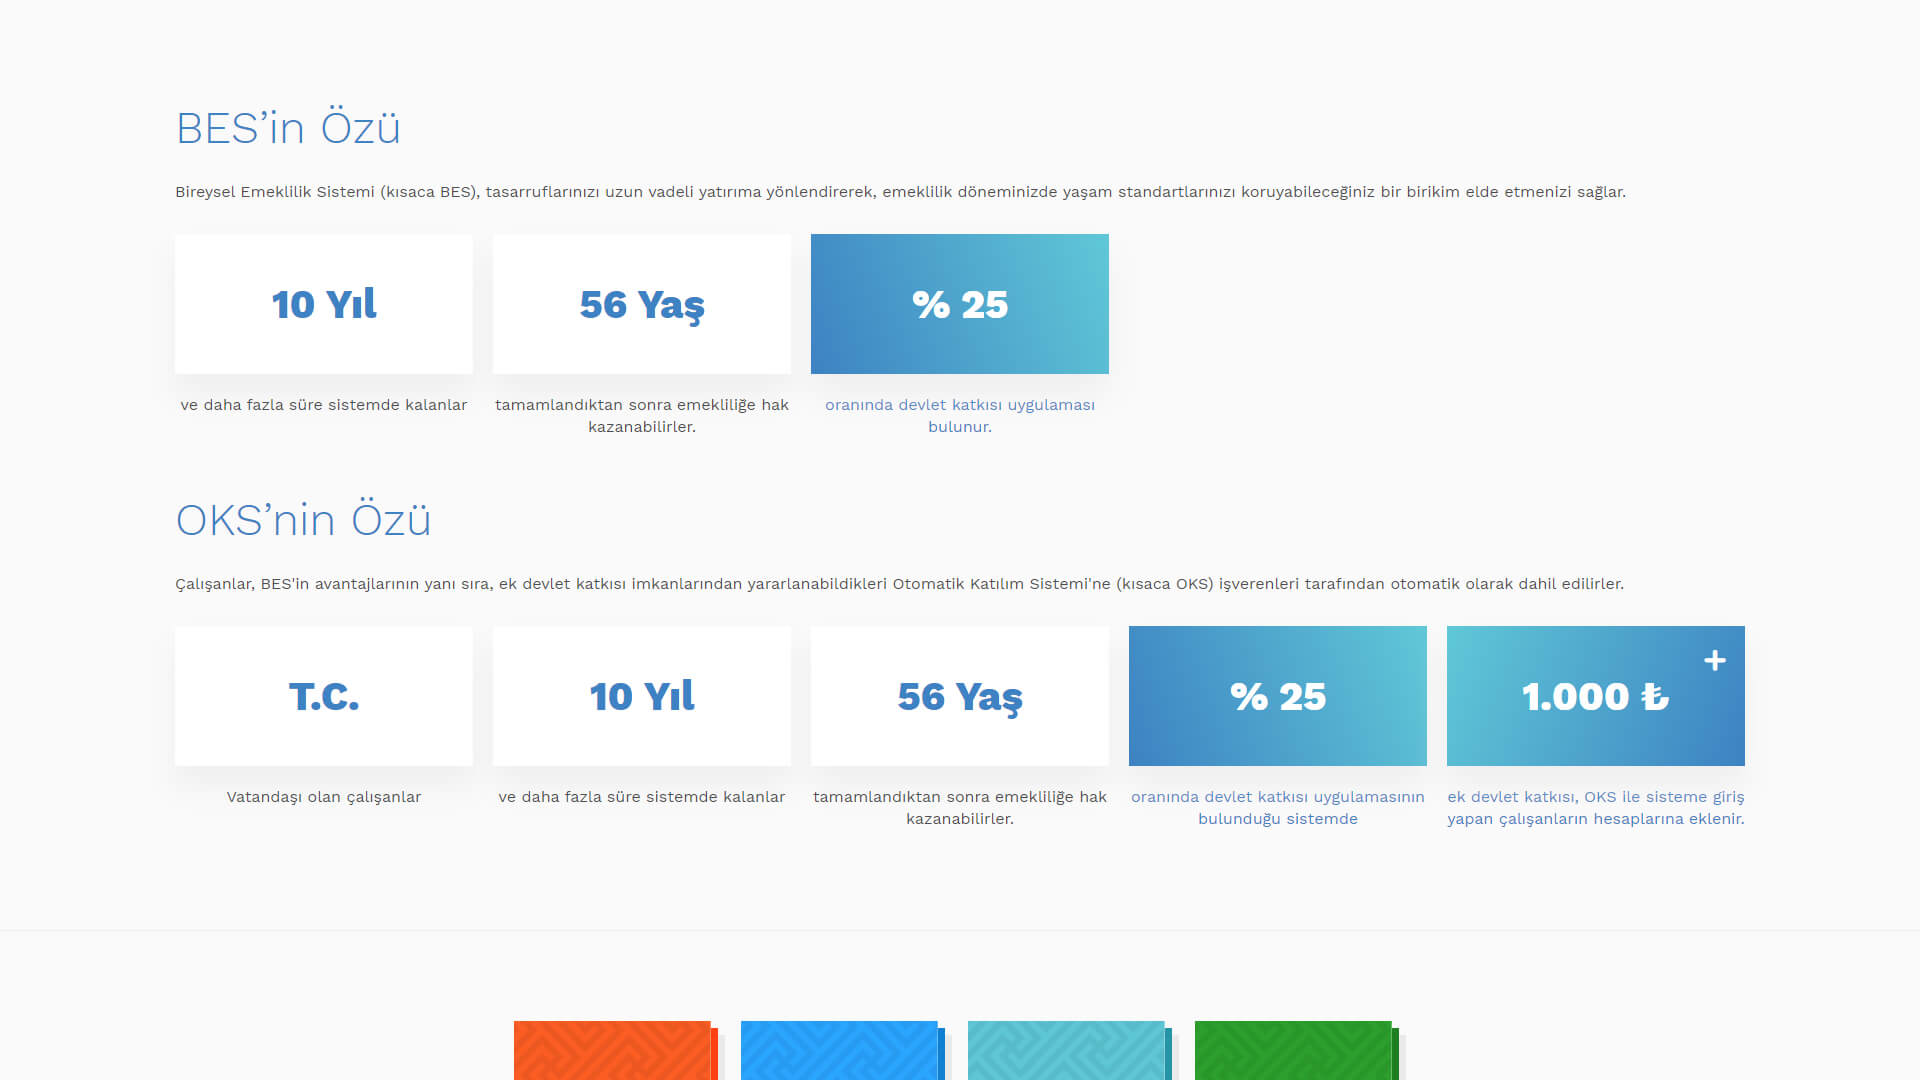 BES’in Özü
Bireysel Emeklilik Sistemi (kısaca BES), tasarruflarınızı uzun vadeli yatırıma yönlendirerek, emeklilik döneminizde yaşam standartlarınızı koruyabileceğiniz bir birikim elde etmenizi sağlar.
10 Yıl
ve daha fazla süre sistemde kalanlar
56 Yaş
tamamlandıktan sonra emekliliğe hak
kazanabilirler.
% 25
oranında devlet katkısı uygulaması
bulunur.
OKS’nin Özü
Çalışanlar, BES'in avantajlarının yanı sıra, ek devlet katkısı imkanlarından yararlanabildikleri Otomatik Katılım Sistemi'ne (kısaca OKS) işverenleri tarafından otomatik olarak dahil edilirler.
T.C.
Vatandaşı olan çalışanlar
10 Yıl
ve daha fazla süre sistemde kalanlar
56 Yaş
tamamlandıktan sonra emekliliğe hak
kazanabilirler.
% 25
oranında devlet katkısı uygulamasının
bulunduğu sistemde
+
1.000 ₺
ek devlet katkısı, OKS ile sisteme giriş
yapan çalışanların hesaplarına eklenir.